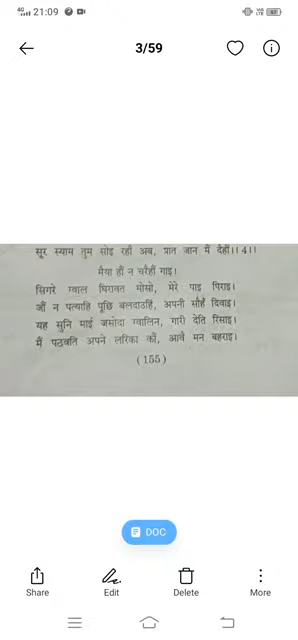 4G 21:09
3/59
सूर स्याम तुम सोइ रहौ अब, प्रात जान मैं दैहौं।।4।।
मैया हौं न चरैहौं गाइ।
सिगरे ग्वाल घिरावत मोसो, मेरे पाइ पिराइ।
जौं न पत्याहि पूछि बलदाउहिं, अपनी सौहैं दिवाइ।
यह सुनि माई जसोदा ग्वालिन, गारी देति रिसाइ।
मैं पठवति अपने लरिका कौं, आवै मन बहराइ।
(155)
DOC
Share Edit Delete More